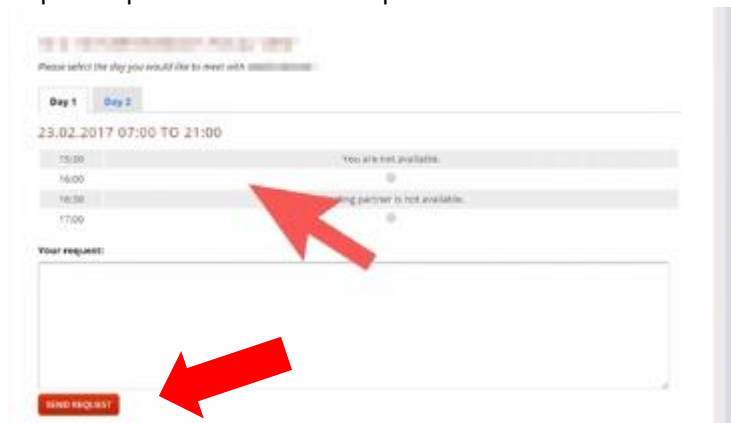 Please select the day you would like to meet with
Day 1 Day 2
23.02.2017 07:00 TO 21:00
15:00 You are not available.
16:00
16:30 partner is not available.
17:00
Your request:
SEND REQUEST